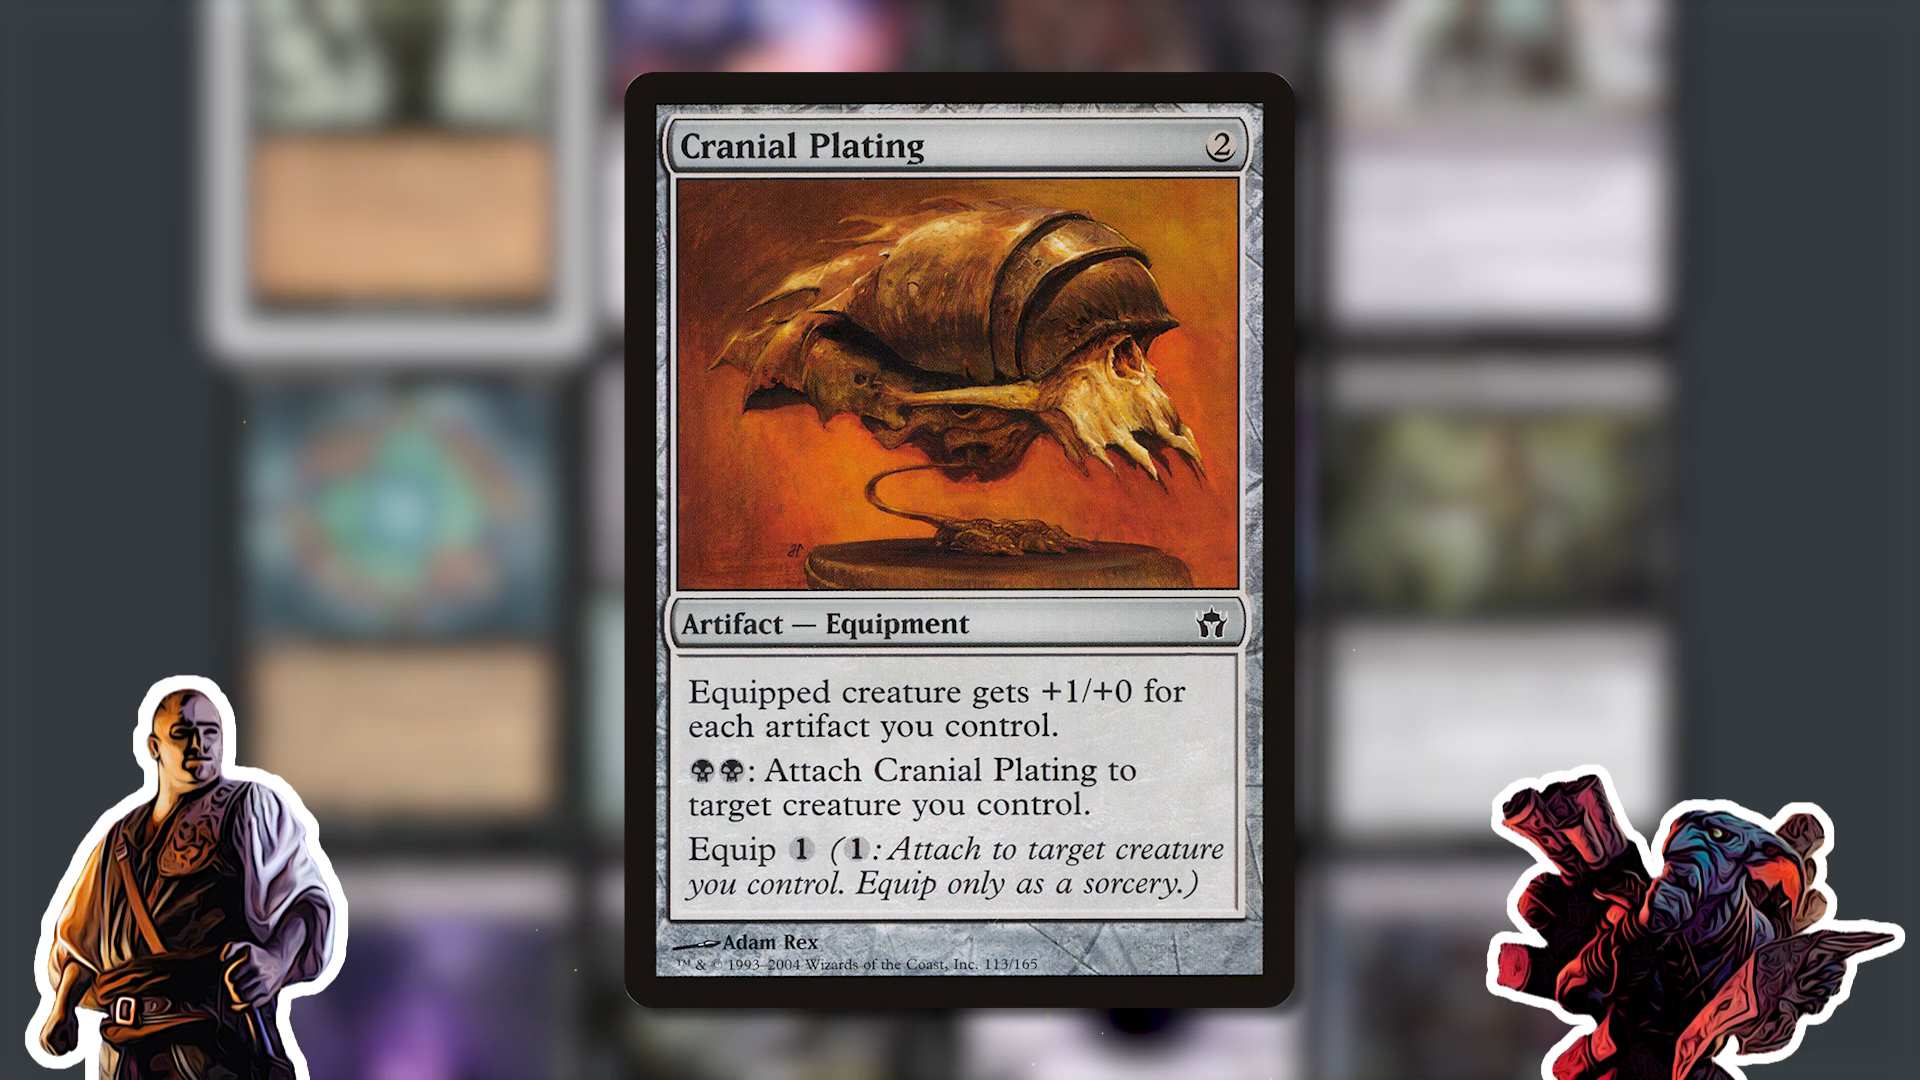 Cranial Plating 2
Artifact — Equipment
Equipped creature gets +1/+0 for
each artifact you control.
: Attach Cranial Plating to
target creature you control.
Equip 1 (1: Attach to target creature
you control. Equip only as a sorcery.)
Adam Rex
™ & © 1993–2004 Wizards of the Coast, Inc. 113/165